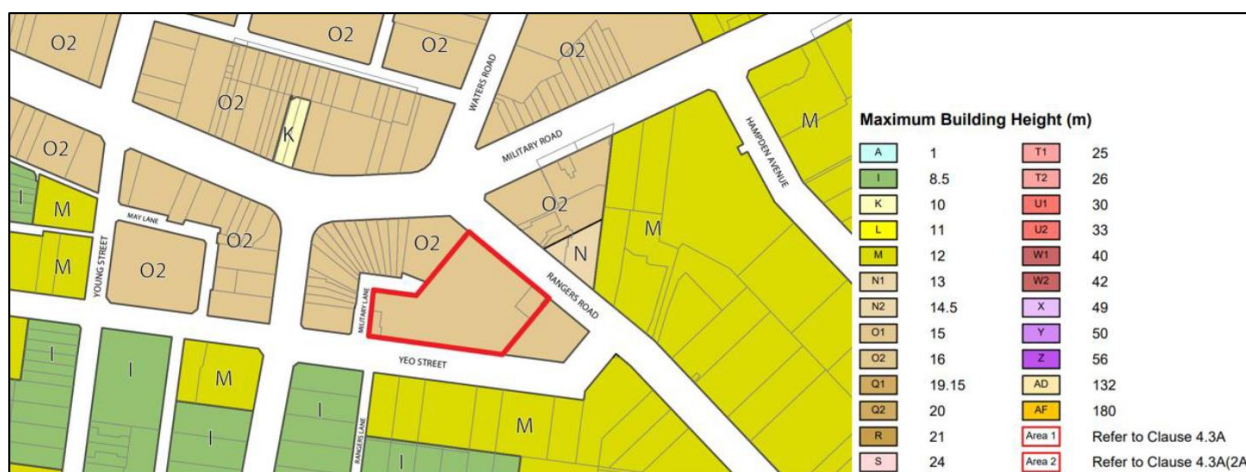 O2
O2
O2
O2
O2
K
WATERS ROAD
MILITARY ROAD
HAMPDEN AVENUE
M
O2
I
M
MAY LANE
O2
O2
O2
O2
M
N
M
YOUNG STREET
MILITARY LANE
RANGERS ROAD
YEO STREET
I
I
M
I
I
RANGERS LANE
M
I
Maximum Building Height (m)
A 1
I 8.5
K 10
L 11
M 12
N1 13
N2 14.5
O1 15
O2 16
Q1 19.15
Q2 20
R 21
S 24
T1 25
T2 26
U1 30
U2 33
W1 40
W2 42
X 49
Y 50
Z 56
AD 132
AF 180
Area 1 Refer to Clause 4.3A
Area 2 Refer to Clause 4.3A(2A